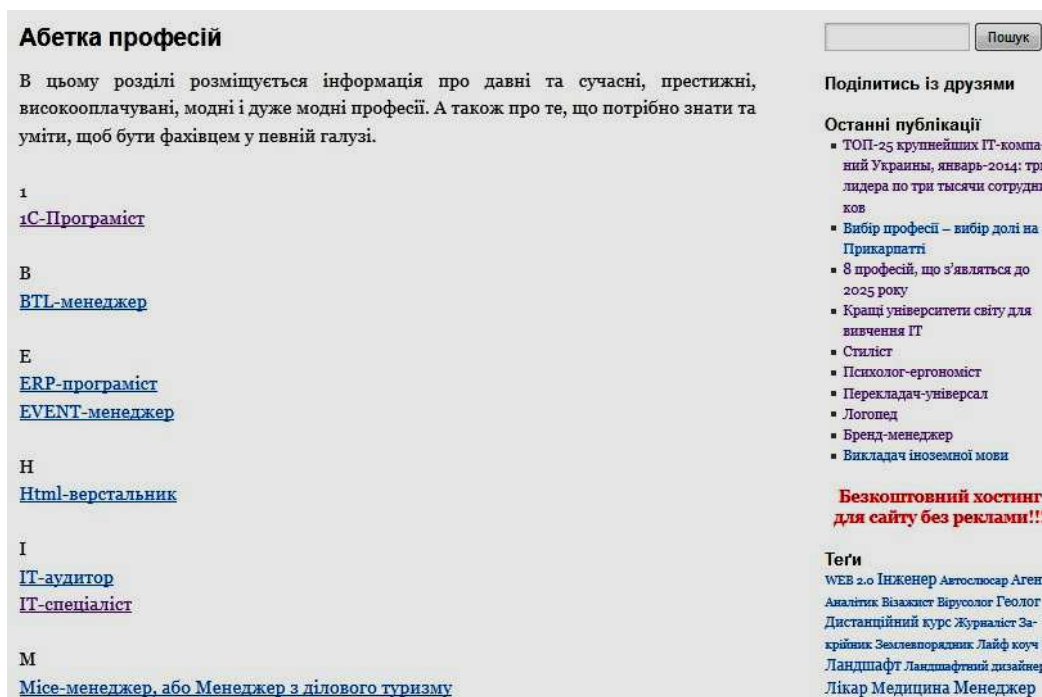 Абетка професій
В цьому розділі розміщується інформація про давні та сучасні, престижні,
високооплачувані, модні і дуже модні професії. А також про те, що потрібно знати та
уміти, щоб бути фахівцем у певній галузі.
1
1С-Програміст
B
BTL-менеджер
E
ERP-програміст
EVENT-менеджер
H
Html-верстальник
I
IT-аудитор
IT-спеціаліст
M
Mice-менеджер, або Менеджер з ділового туризму
Пошук
Поділитись із друзями
Останні публікації
ТОП-25 крупнейших IT-компа-
ний Украины, январь-2014: три
лидера по три тысячи сотрудни
ков
Вибір професії – вибір долі на
Прикарпатті
8 професій, що з'являться до
2025 року
Кращі університети світу для
вивчення IT
Стиліст
Психолог-ергономіст
Перекладач-універсал
Логопед
Бренд-менеджер
Викладач іноземної мови
Безкоштовний хостинг
для сайту без реклами!!!
Теґи
WEB 2.0 Інженер Автослюсар Аген
Аналітик Візажист Вірусолог Геолог
Дистанційний курс Журналіст За-
крійник Землевпорядник Лайф коуч
Ландшафт Ландшафтний дизайнер
Лікар Медицина Менеджер